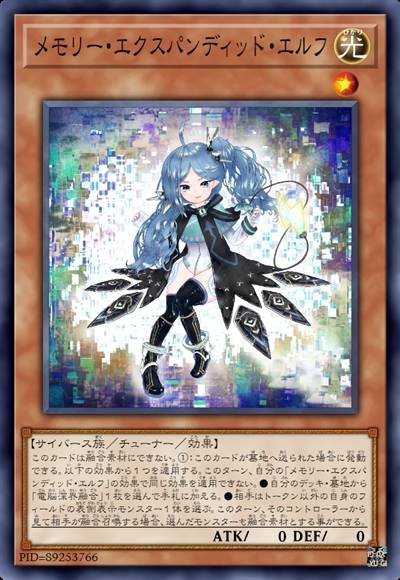 メモリー・エクスパンディッド・エルフ
光
【サイバース族／チューナー／効果】
このカードは融合素材にできない。①：このカードが墓地へ送られた場合に発動
できる。以下の効果から１つを適用する。このターン、自分の「メモリー・エクスパ
ンディッド・エルフ」の効果で同じ効果を適用できない。●自分のデッキ・墓地か
ら「電脳深界融合」１枚を選んで手札に加える。●相手はトークン以外の自身のフ
ィールドの表側表示モンスター１体を選ぶ。このターン、そのコントローラーから
見て相手が融合召喚する場合、選んだモンスターも融合素材とする事ができる。
ATK/ 0 DEF/ 0
PID=89253766